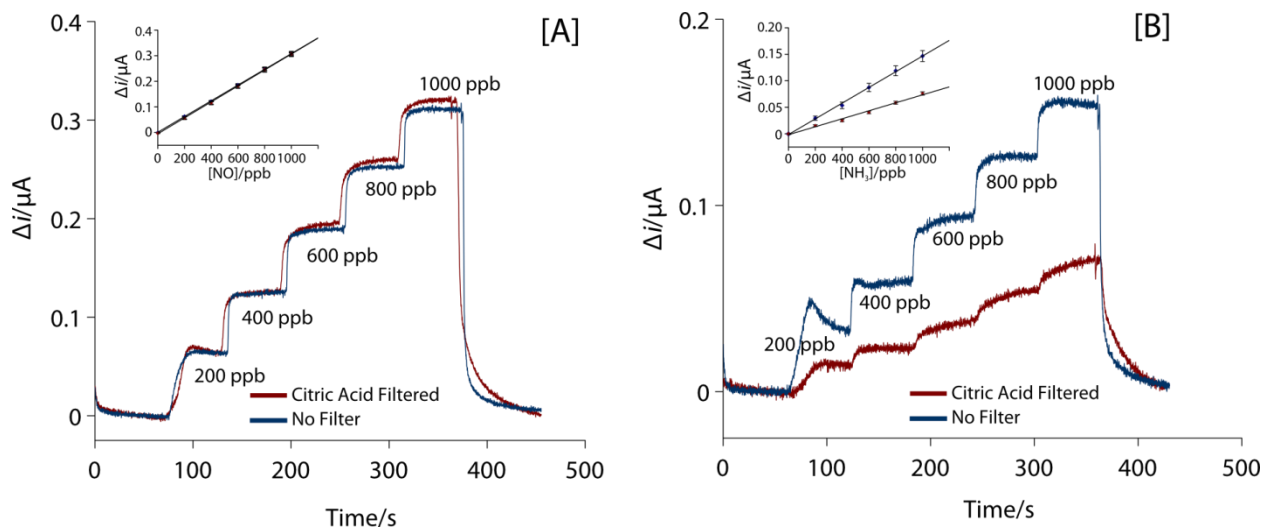 [A]
Δi/μA
0.4
0.3
0.2
0.1
0
0 100 200 300 400 500
Time/s
200 ppb
400 ppb
600 ppb
800 ppb
1000 ppb
Citric Acid Filtered
No Filter
Δi/μA
0.4
0.3
0.2
0.1
0
0 200 400 600 800 1000
[NO]/ppb
[B]
Δi/μA
0.2
0.1
0
0 100 200 300 400 500
Time/s
200 ppb
400 ppb
600 ppb
800 ppb
1000 ppb
Citric Acid Filtered
No Filter
Δi/μA
0.20
0.15
0.10
0.05
0
0 200 400 600 800 1000
[NH₃]/ppb